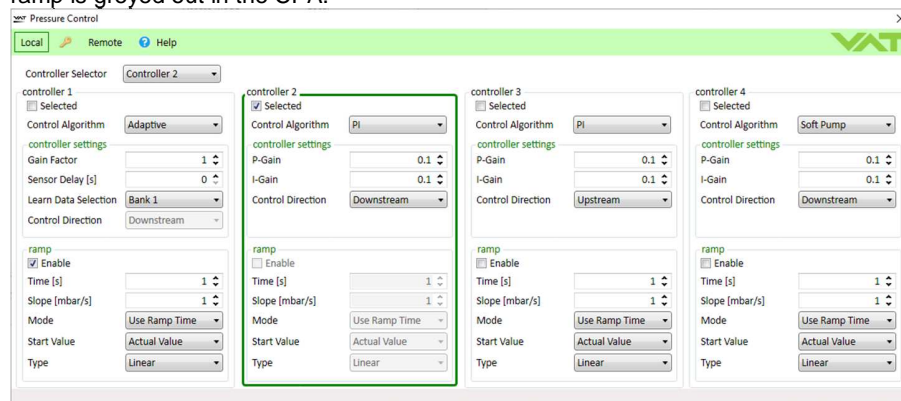 ramp is greyed out in the CPA.
VAT Pressure Control
Local Remote Help
VAT
Controller Selector Controller 2
controller 1
Selected
Control Algorithm Adaptive
controller settings
Gain Factor 1
Sensor Delay [s] 0
Learn Data Selection Bank 1
Control Direction Downstream
ramp
Enable
Time [s] 1
Slope [mbar/s] 1
Mode Use Ramp Time
Start Value Actual Value
Type Linear
controller 2
Selected
Control Algorithm PI
controller settings
P-Gain 0.1
I-Gain 0.1
Control Direction Downstream
ramp
Enable
Time [s] 1
Slope [mbar/s] 1
Mode Use Ramp Time
Start Value Actual Value
Type Linear
controller 3
Selected
Control Algorithm PI
controller settings
P-Gain 0.1
I-Gain 0.1
Control Direction Upstream
ramp
Enable
Time [s] 1
Slope [mbar/s] 1
Mode Use Ramp Time
Start Value Actual Value
Type Linear
controller 4
Selected
Control Algorithm Soft Pump
controller settings
P-Gain 0.1
I-Gain 0.1
Control Direction Downstream
ramp
Enable
Time [s] 1
Slope [mbar/s] 1
Mode Use Ramp Time
Start Value Actual Value
Type Linear